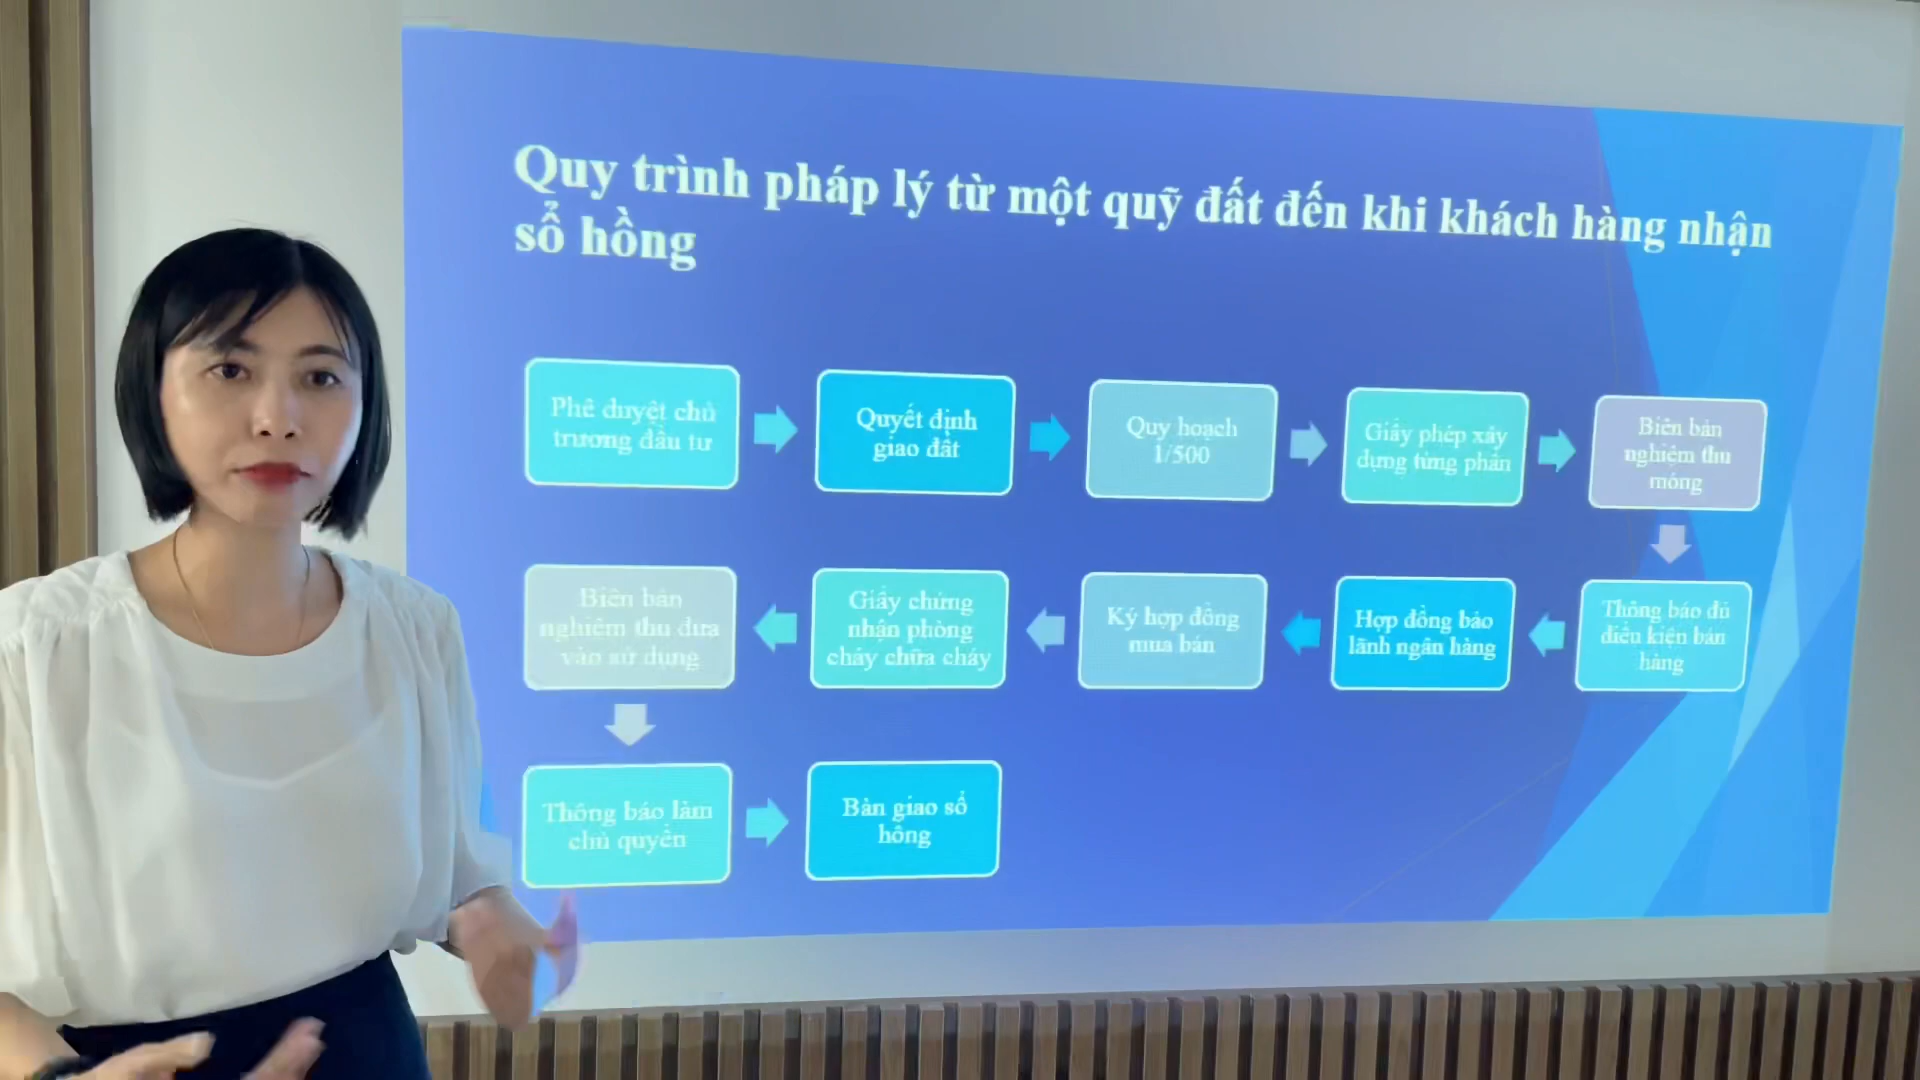 Quy trình pháp lý từ một quỹ đất đến khi khách hàng nhận
sổ hồng
Phê duyệt chủ
trương đầu tư
Quyết định
giao đất
Quy hoạch
1/500
Giấy phép xây
dựng từng phần
Biên bản
nghiệm thu
móng
Thông báo đủ
điều kiện bán
hàng
Hợp đồng bảo
lãnh ngân hàng
Ký hợp đồng
mua bán
Giấy chứng
nhận phòng
cháy chữa cháy
Biên bản
nghiệm thu đưa
vào sử dụng
Thông báo làm
chủ quyền
Bàn giao sổ
hồng